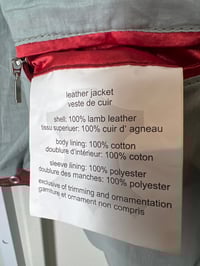 leather jacket
veste de cuir
shell: 100% lamb leather
tissu superiuer: 100% cuir d' agneau
body lining: 100% cotton
doublure d'intérieur: 100% coton
sleeve lining: 100% polyester
doublure des manches: 100% polyester
exclusive of trimming and ornamentation
garniture et ornament non compris